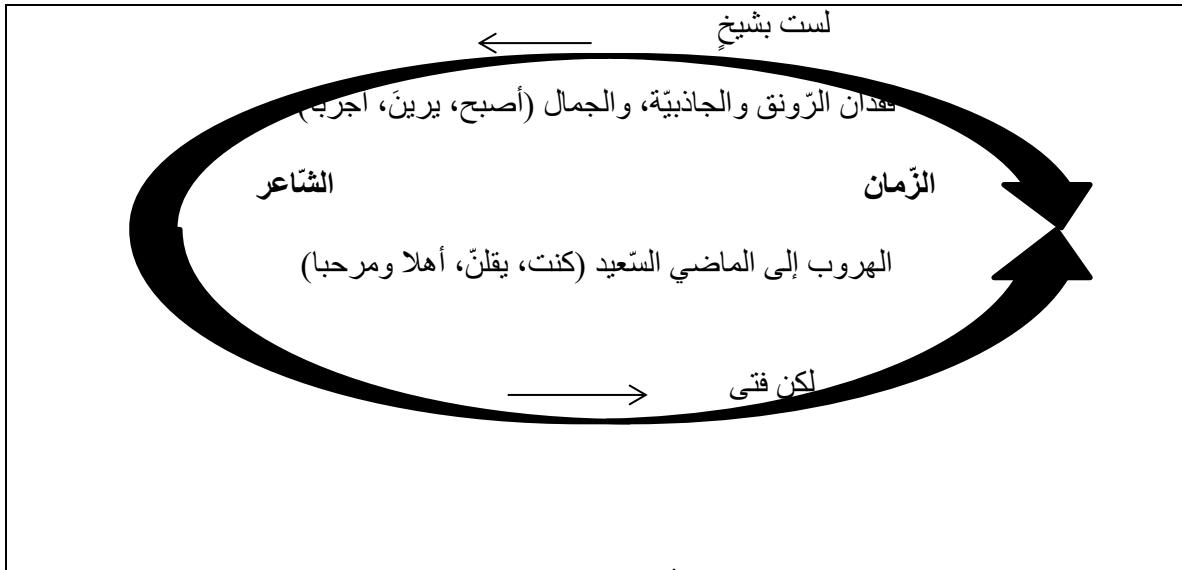 لست بشيخٍ
فقدان الرّونق والجاذبيّة، والجمال (أصبح، يرينَ، أجربا)
الزّمان الشّاعر
الهروب إلى الماضي السّعيد (كنت، يقلنّ، أهلا ومرحبا)
لكن فتى